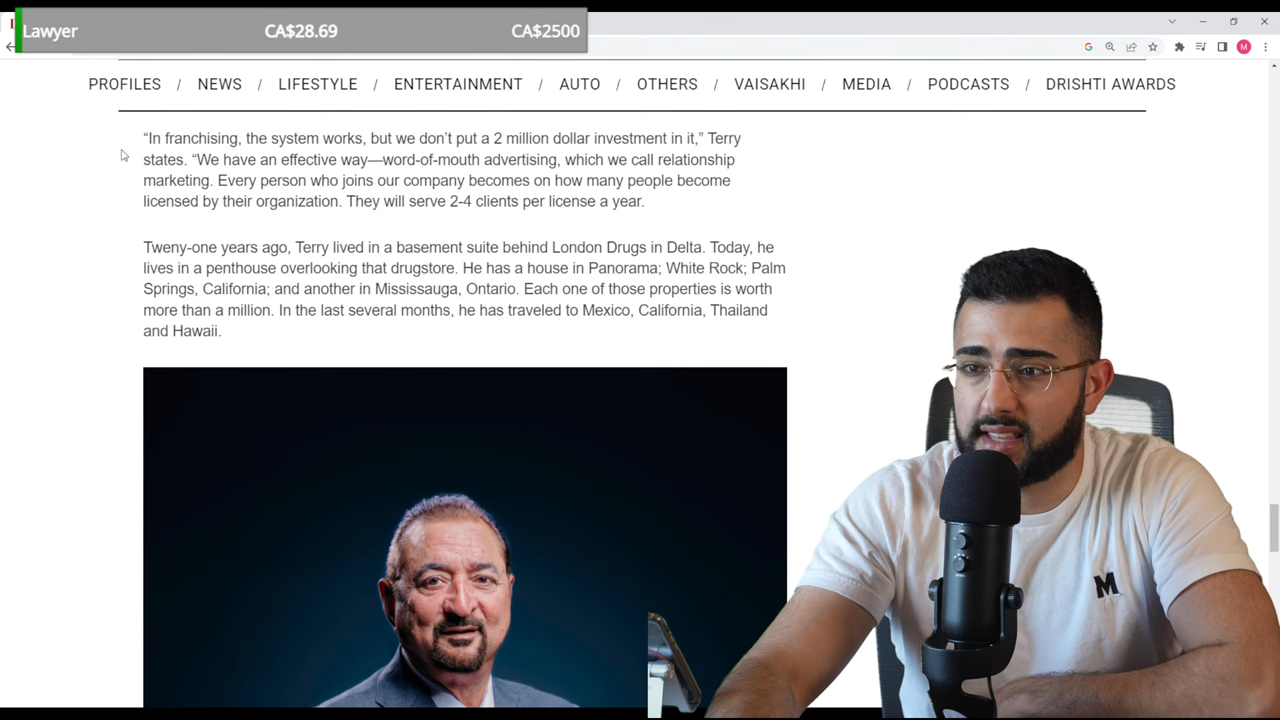 Lawyer CA$28.69 CA$2500
M
PROFILES / NEWS / LIFESTYLE / ENTERTAINMENT / AUTO / OTHERS / VAISAKHI / MEDIA / PODCASTS / DRISHTI AWARDS
“In franchising, the system works, but we don’t put a 2 million dollar investment in it,” Terry
states. “We have an effective way—word-of-mouth advertising, which we call relationship
marketing. Every person who joins our company becomes on how many people become
licensed by their organization. They will serve 2-4 clients per license a year.
Tweny-one years ago, Terry lived in a basement suite behind London Drugs in Delta. Today, he
lives in a penthouse overlooking that drugstore. He has a house in Panorama; White Rock; Palm
Springs, California; and another in Mississauga, Ontario. Each one of those properties is worth
more than a million. In the last several months, he has traveled to Mexico, California, Thailand
and Hawaii.
M